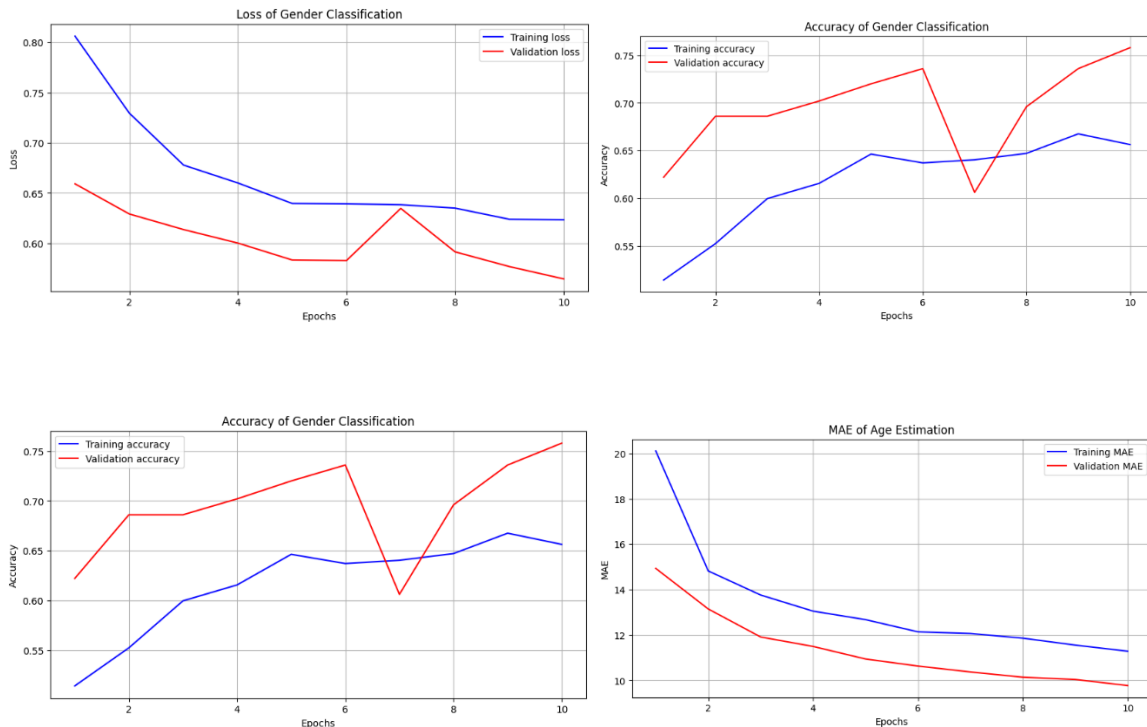 Loss of Gender Classification
Training loss
Validation loss
0.80
0.75
0.70
0.65
0.60
Loss
2 4 6 8 10
Epochs
Accuracy of Gender Classification
Training accuracy
Validation accuracy
0.75
0.70
0.65
0.60
0.55
Accuracy
2 4 6 8 10
Epochs
Accuracy of Gender Classification
Training accuracy
Validation accuracy
0.75
0.70
0.65
0.60
0.55
Accuracy
2 4 6 8 10
Epochs
MAE of Age Estimation
Training MAE
Validation MAE
20
18
16
14
12
10
MAE
2 4 6 8 10
Epochs